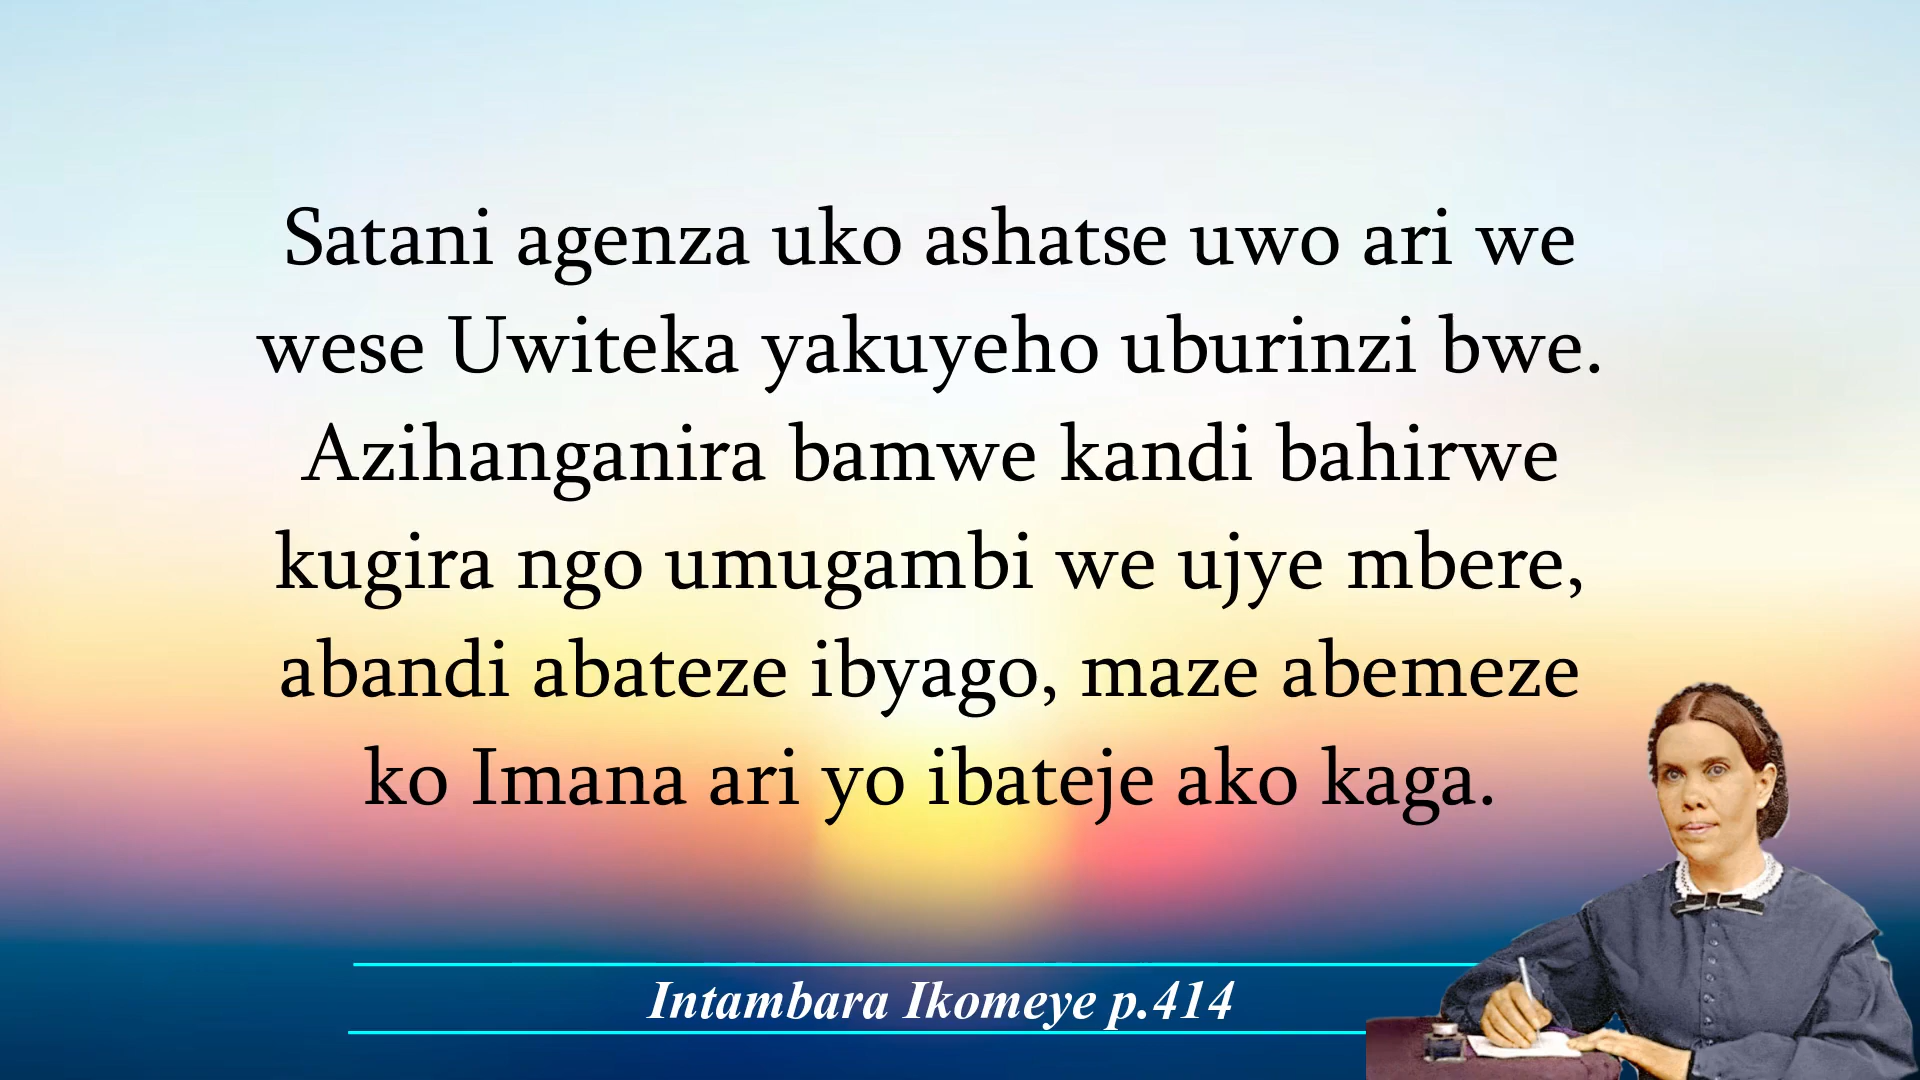 Satani agenza uko ashatse uwo ari we
wese Uwiteka yakuyeho uburinzi bwe.
Azihanganira bamwe kandi bahirwe
kugira ngo umugambi we ujye mbere,
abandi abateze ibyago, maze abemeze
ko Imana ari yo ibateje ako kaga.
Intambara Ikomeye p.414